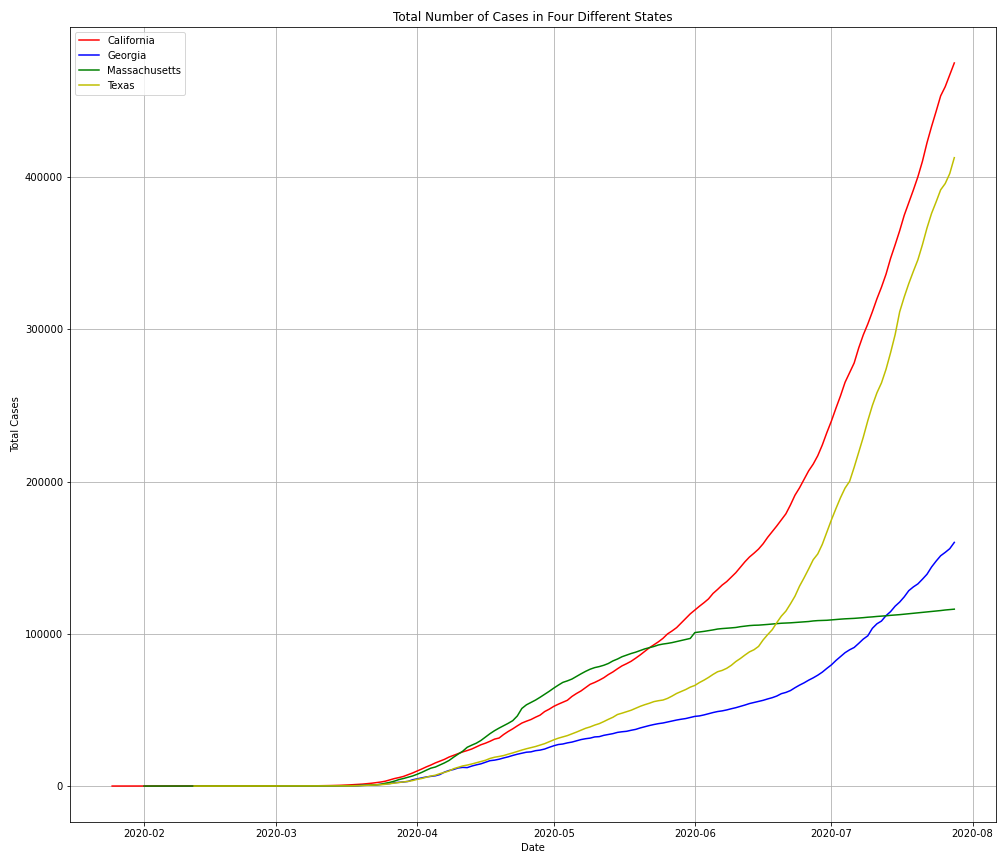 Total Number of Cases in Four Different States
California
Georgia
Massachusetts
Texas
400000
300000
200000
100000
0
Total Cases
2020-02 2020-03 2020-04 2020-05 2020-06 2020-07 2020-08
Date